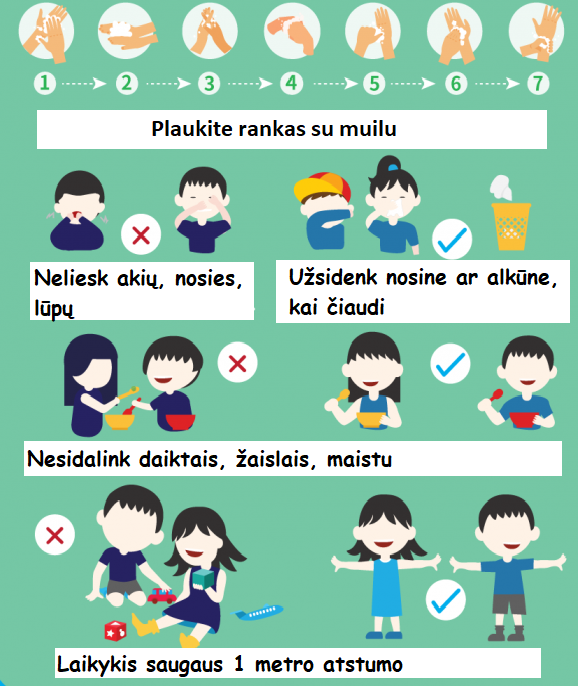 1 2 3 4 5 6 7
Plaukite rankas su muilu
Neliesk akių, nosies,
lūpų
Užsidenk nosine ar alkūne,
kai čiaudi
Nesidalink daiktais, žaislais, maistu
Laikykis saugaus 1 metro atstumo